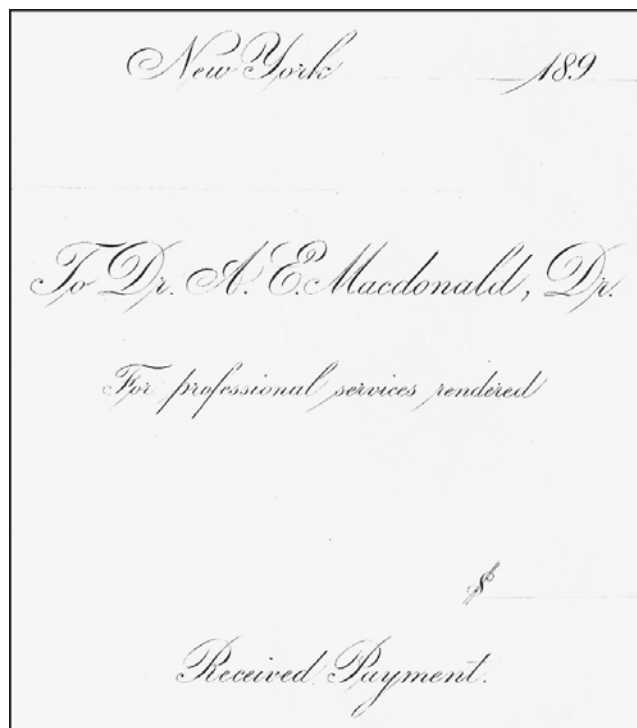 New York 189
To Dr. A. E. Macdonald, Dr.
For professional services rendered
$
Received Payment.